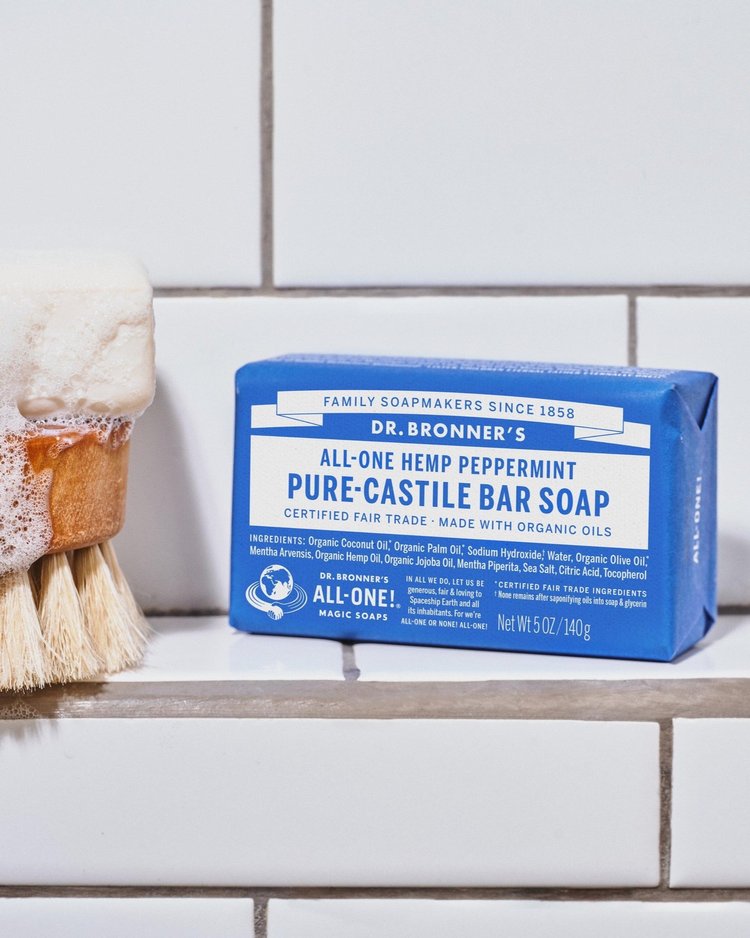 FAMILY SOAPMAKERS SINCE 1858
DR. BRONNER'S
ALL-ONE HEMP PEPPERMINT
PURE-CASTILE BAR SOAP
CERTIFIED FAIR TRADE · MADE WITH ORGANIC OILS
INGREDIENTS: Organic Coconut Oil,* Organic Palm Oil,* Sodium Hydroxide,† Water, Organic Olive Oil,*
Mentha Arvensis, Organic Hemp Oil, Organic Jojoba Oil, Mentha Piperita, Sea Salt, Citric Acid, Tocopherol
DR. BRONNER'S
ALL-ONE!®
MAGIC SOAPS
IN ALL WE DO, LET US BE
generous, fair & loving to
Spaceship Earth and all
its inhabitants. For we're
ALL-ONE OR NONE! ALL-ONE!
*CERTIFIED FAIR TRADE INGREDIENTS
† None remains after saponifying oils into soap & glycerin
Net Wt 5 OZ/140g
ALL-ONE!